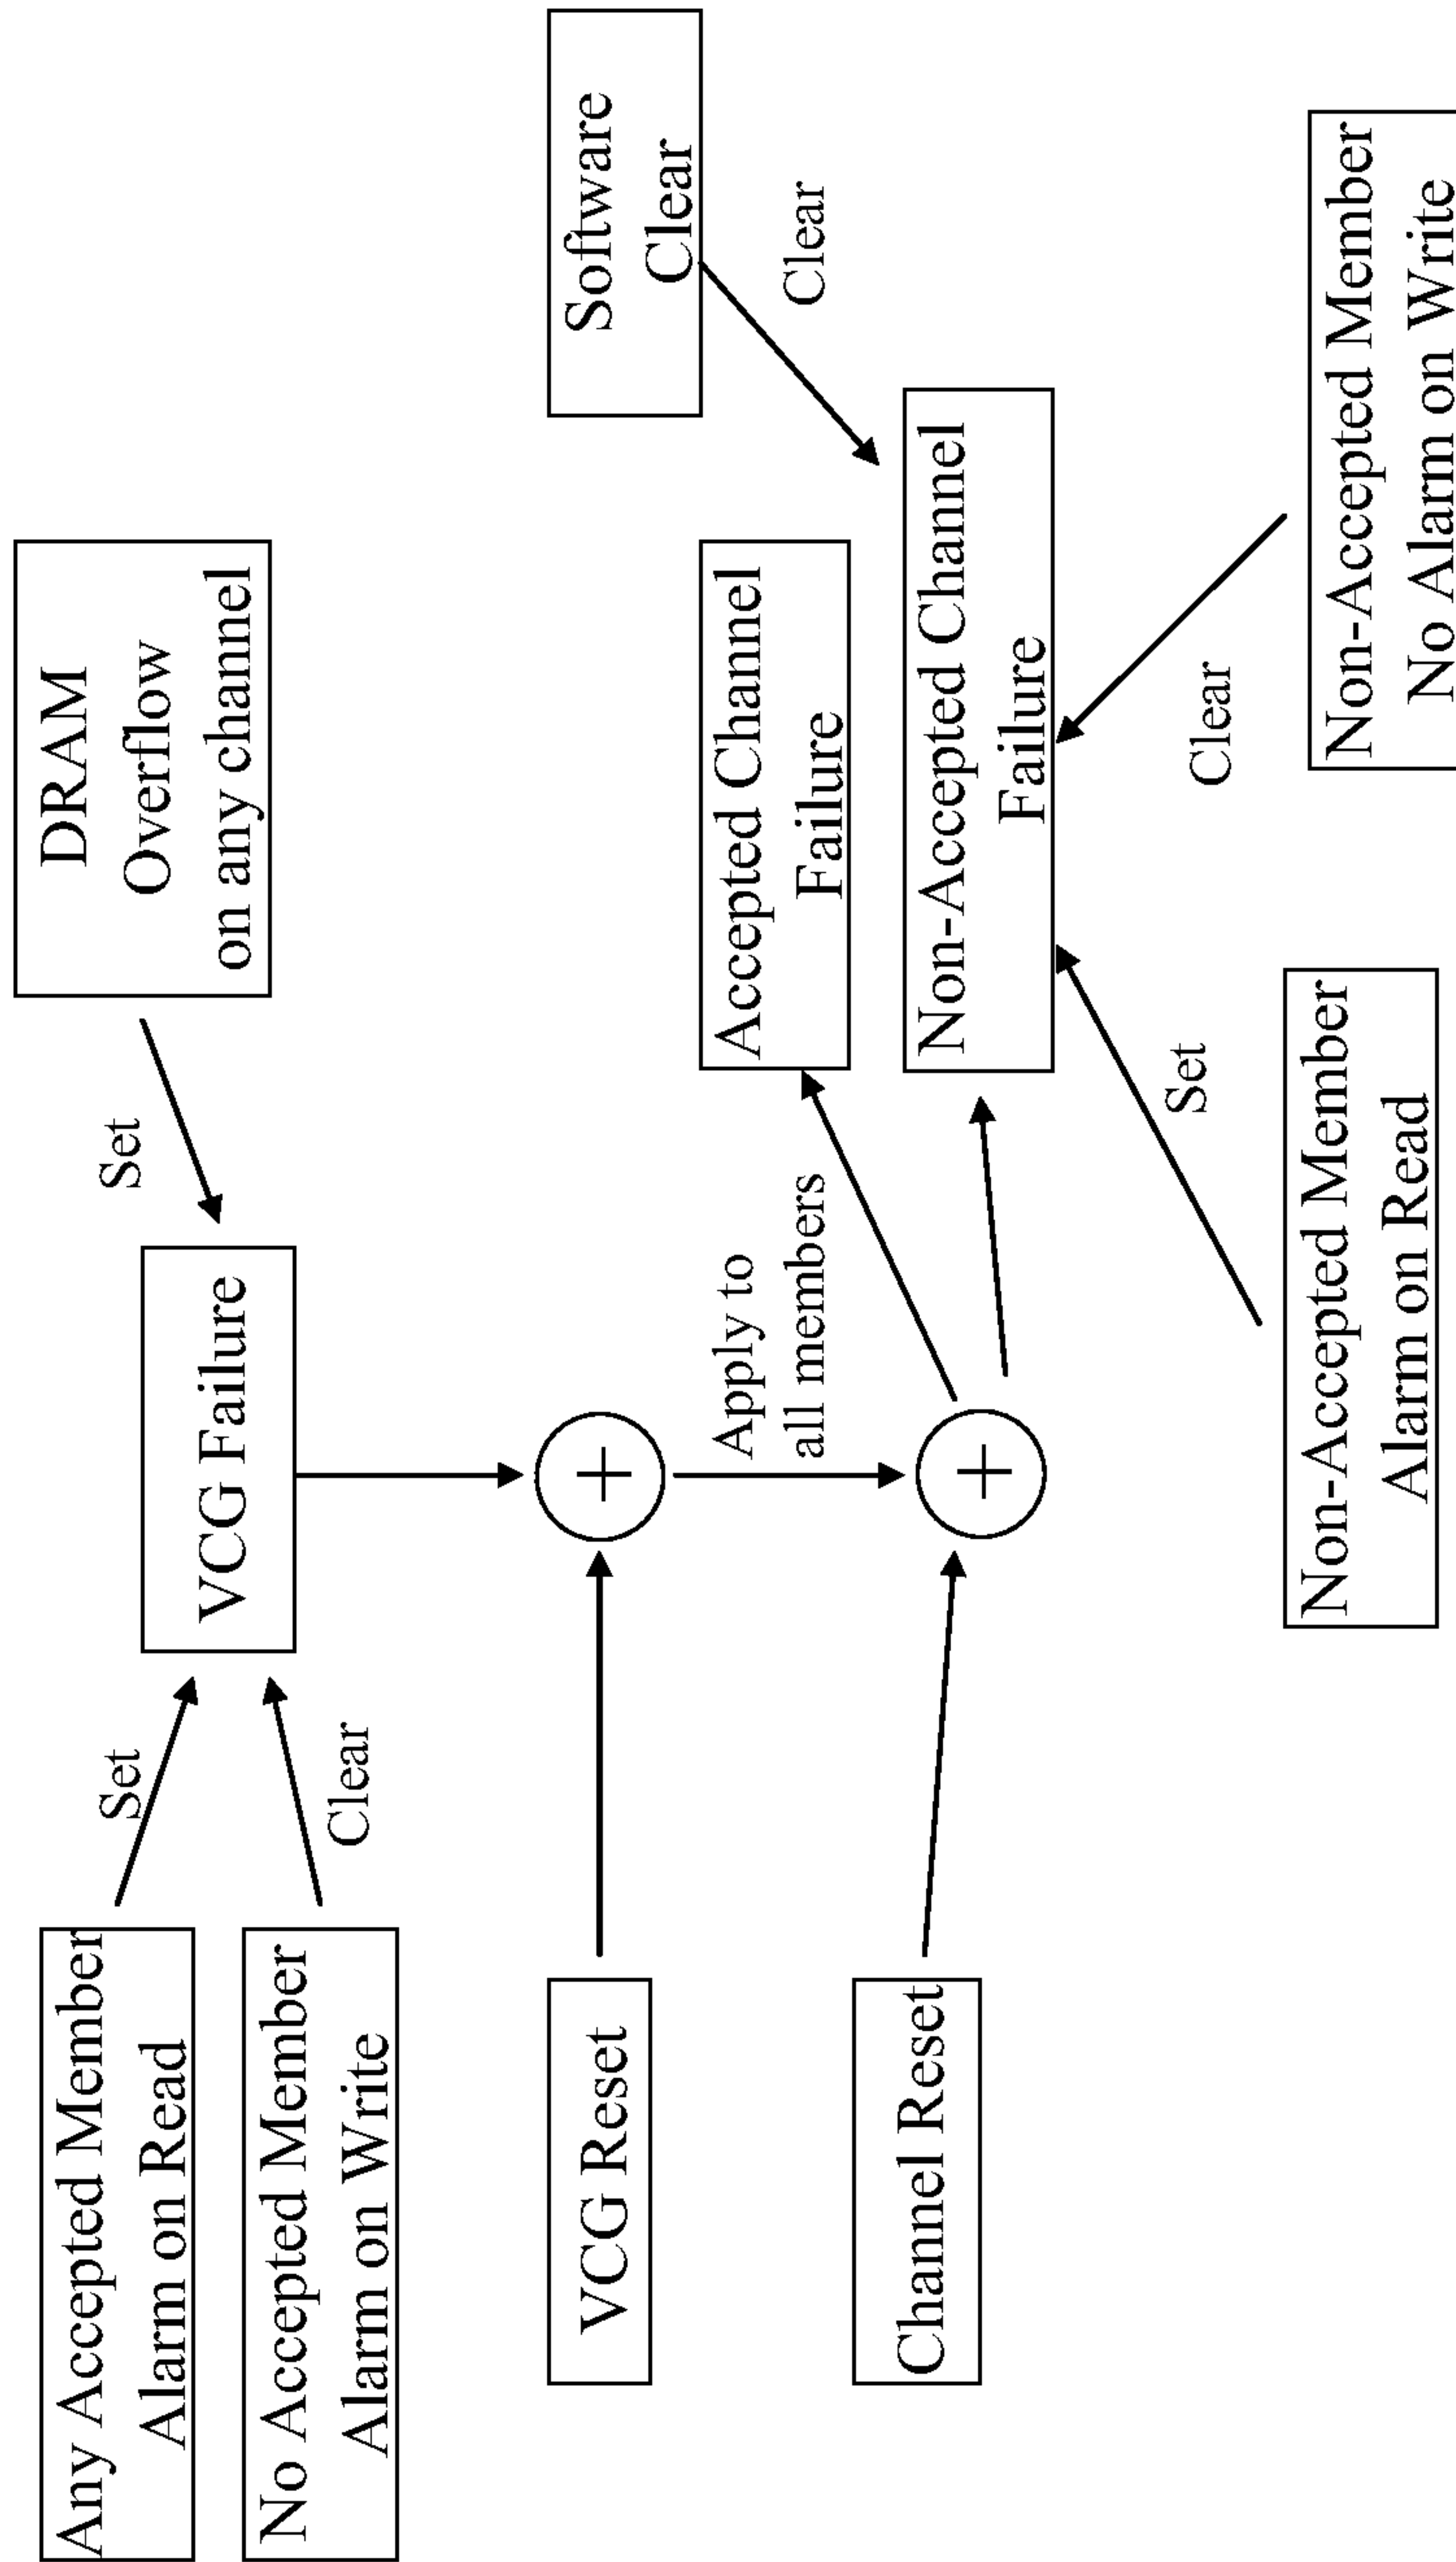 Any Accepted Member
Alarm on Read
Set
VCG Failure
Set
DRAM
Overflow
on any channel
No Accepted Member
Alarm on Write
Clear
VCG Reset
+
Apply to
all members
Software
Clear
Clear
Accepted Channel
Failure
Channel Reset
+
Non-Accepted Channel
Failure
Set
Clear
Non-Accepted Member
Alarm on Read
Non-Accepted Member
No Alarm on Write